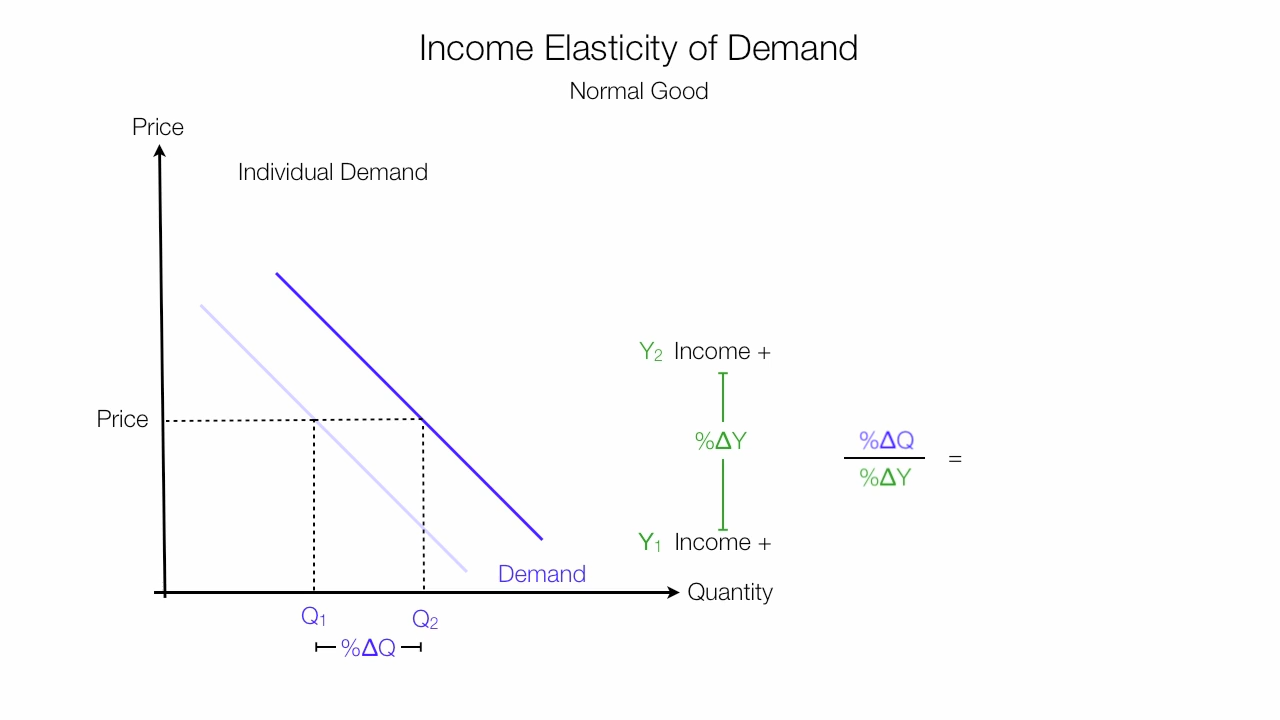 Income Elasticity of Demand
Normal Good
Price
Individual Demand
Y₂ Income +
Price
%ΔY
%ΔQ
%ΔY
=
Y₁ Income +
Demand
Quantity
Q₁
Q₂
%ΔQ